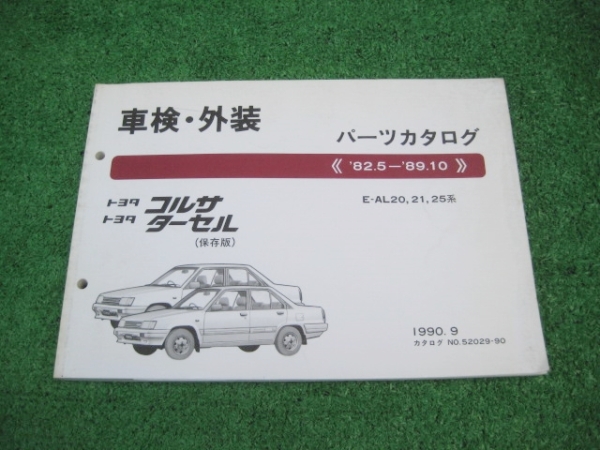 車検・外装
パーツカタログ
《 '82.5−'89.10 》
トヨタ コルサ
トヨタ ターセル
(保存版)
E-AL20, 21, 25系
1990. 9
カタログ NO.52029-90